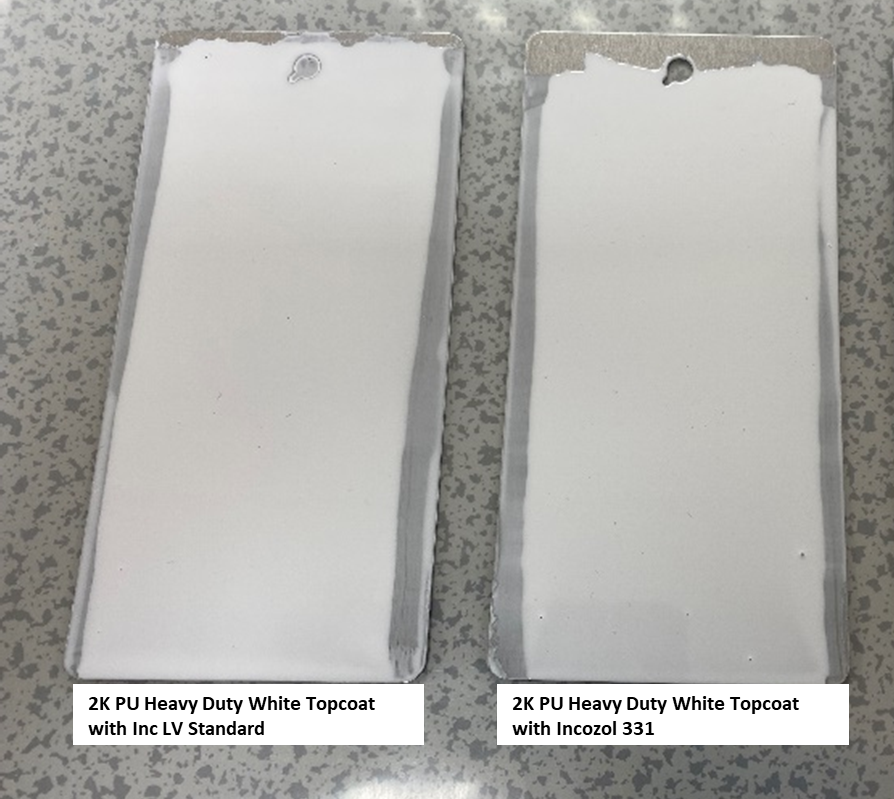 2K PU Heavy Duty White Topcoat
with Inc LV Standard
2K PU Heavy Duty White Topcoat
with Incozol 331